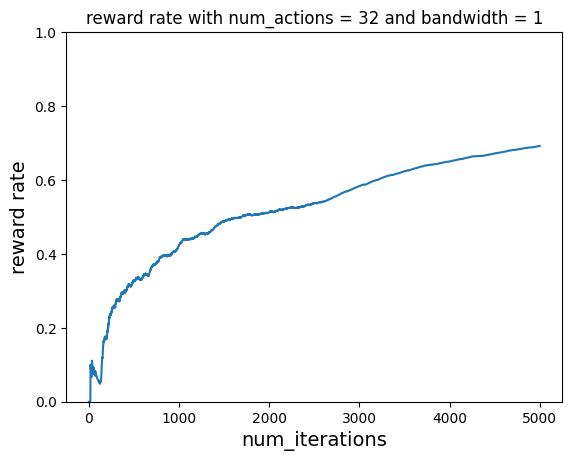 reward rate with num_actions = 32 and bandwidth = 1
1.0
0.8
0.6
0.4
0.2
0.0
reward rate
0 1000 2000 3000 4000 5000
num_iterations